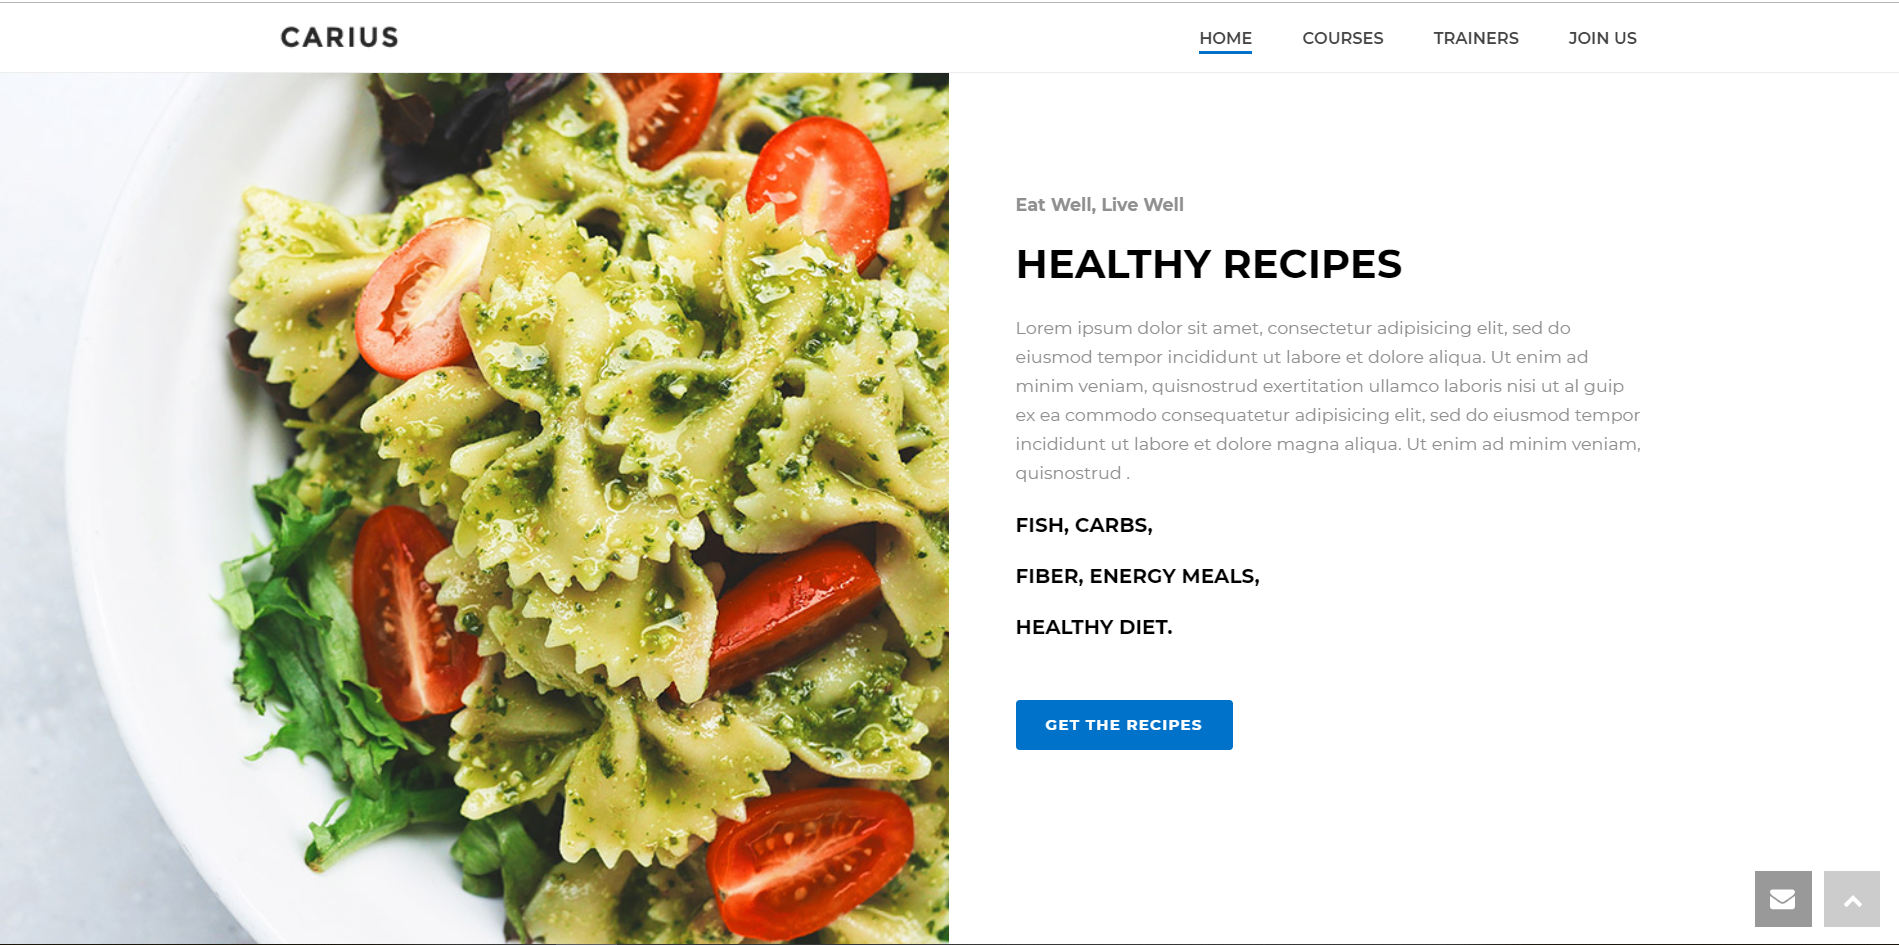 CARIUS
HOME COURSES TRAINERS JOIN US
Eat Well, Live Well
HEALTHY RECIPES
Lorem ipsum dolor sit amet, consectetur adipisicing elit, sed do
eiusmod tempor incididunt ut labore et dolore aliqua. Ut enim ad
minim veniam, quisnostrud exertitation ullamco laboris nisi ut al guip
ex ea commodo consequatetur adipisicing elit, sed do eiusmod tempor
incididunt ut labore et dolore magna aliqua. Ut enim ad minim veniam,
quisnostrud .
FISH, CARBS,
FIBER, ENERGY MEALS,
HEALTHY DIET.
GET THE RECIPES